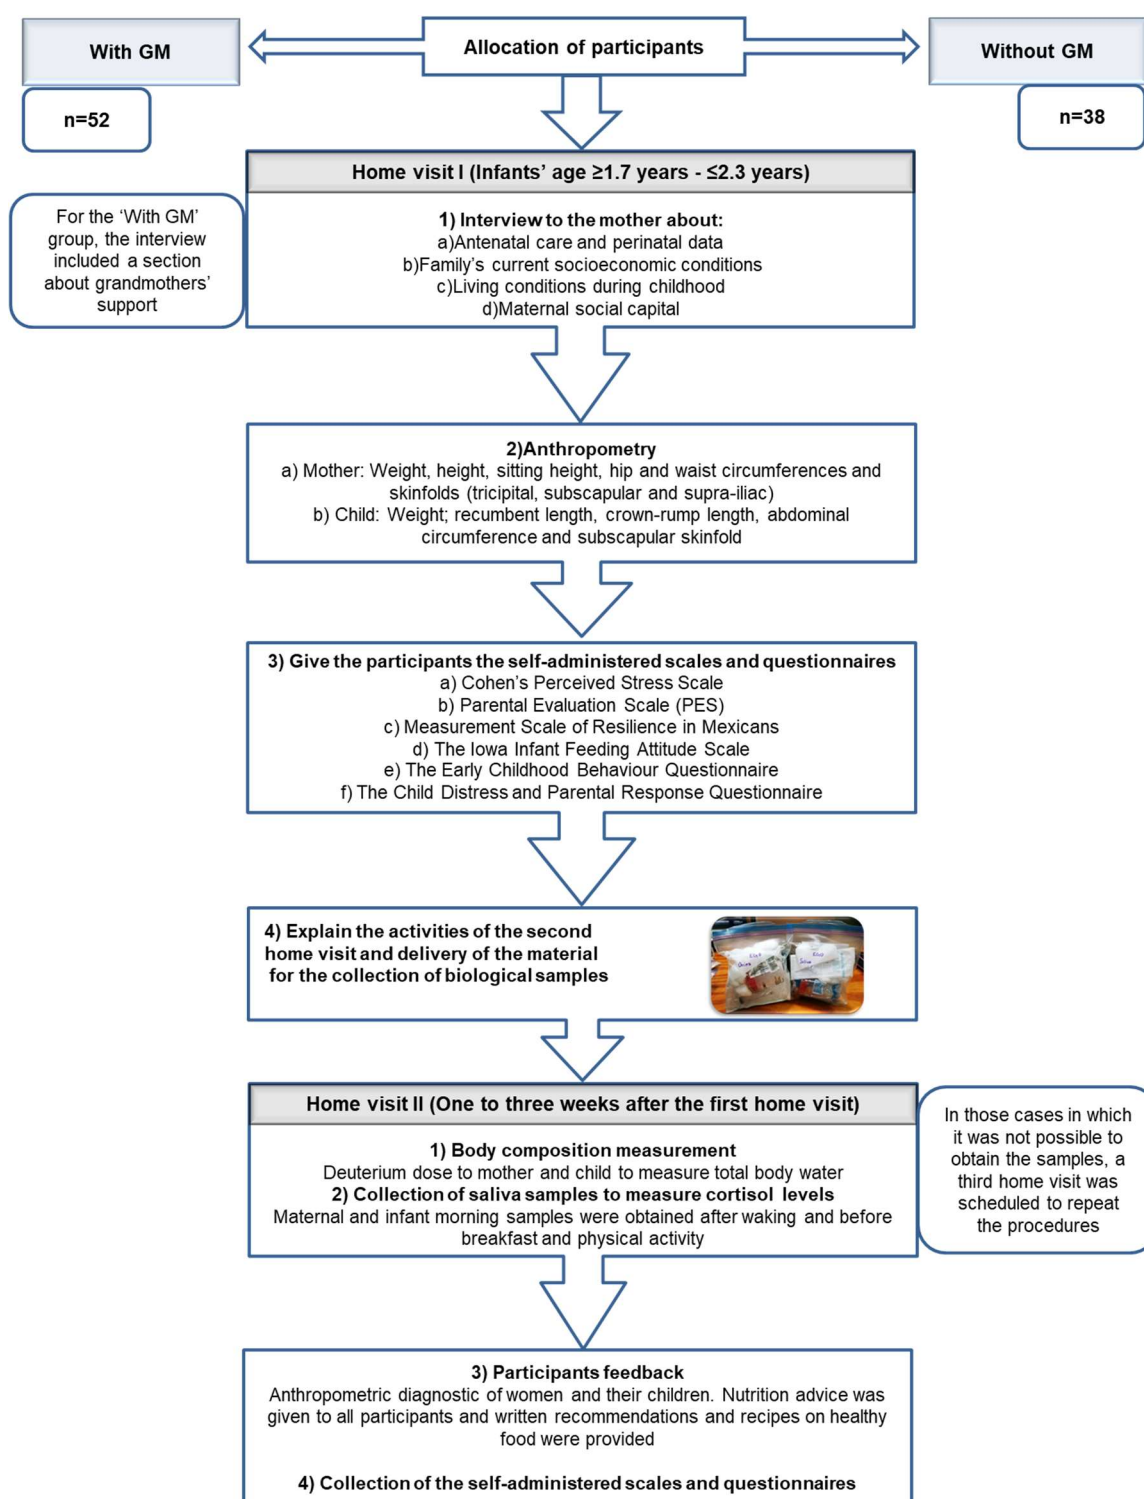 With GM
Allocation of participants
Without GM
n=52
n=38
Home visit I (Infants’ age ≥1.7 years - ≤2.3 years)
For the ‘With GM’
group, the interview
included a section
about grandmothers’
support
1) Interview to the mother about:
a)Antenatal care and perinatal data
b)Family’s current socioeconomic conditions
c)Living conditions during childhood
d)Maternal social capital
2)Anthropometry
a) Mother: Weight, height, sitting height, hip and waist circumferences and
skinfolds (tricipital, subscapular and supra-iliac)
b) Child: Weight; recumbent length, crown-rump length, abdominal
circumference and subscapular skinfold
3) Give the participants the self-administered scales and questionnaires
a) Cohen’s Perceived Stress Scale
b) Parental Evaluation Scale (PES)
c) Measurement Scale of Resilience in Mexicans
d) The Iowa Infant Feeding Attitude Scale
e) The Early Childhood Behaviour Questionnaire
f) The Child Distress and Parental Response Questionnaire
4) Explain the activities of the second
home visit and delivery of the material
for the collection of biological samples
Home visit II (One to three weeks after the first home visit)
1) Body composition measurement
Deuterium dose to mother and child to measure total body water
2) Collection of saliva samples to measure cortisol levels
Maternal and infant morning samples were obtained after waking and before
breakfast and physical activity
In those cases in which
it was not possible to
obtain the samples, a
third home visit was
scheduled to repeat
the procedures
3) Participants feedback
Anthropometric diagnostic of women and their children. Nutrition advice was
given to all participants and written recommendations and recipes on healthy
food were provided
4) Collection of the self-administered scales and questionnaires